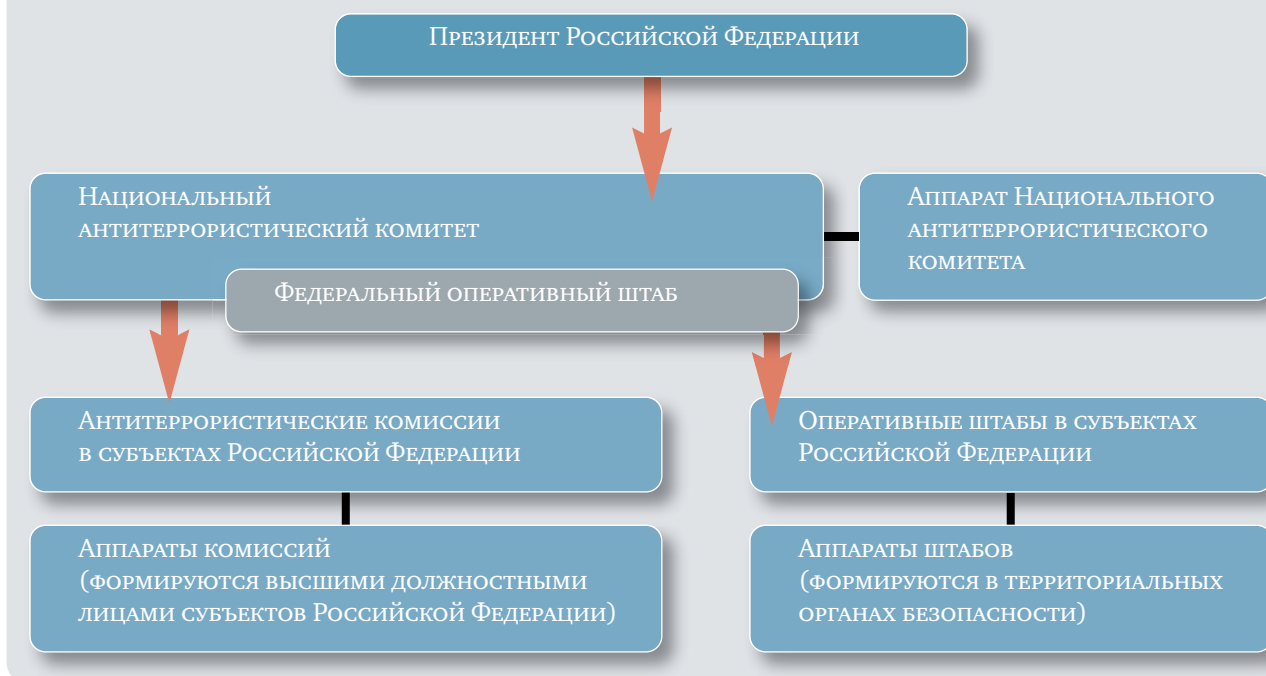 Президент Российской Федерации
Национальный
антитеррористический комитет
Аппарат Национального
антитеррористического
комитета
Федеральный оперативный штаб
Антитеррористические комиссии
в субъектах Российской Федерации
Оперативные штабы в субъектах
Российской Федерации
Аппараты комиссий
(формируются высшими должностными
лицами субъектов Российской Федерации)
Аппараты штабов
(формируются в территориальных
органах безопасности)